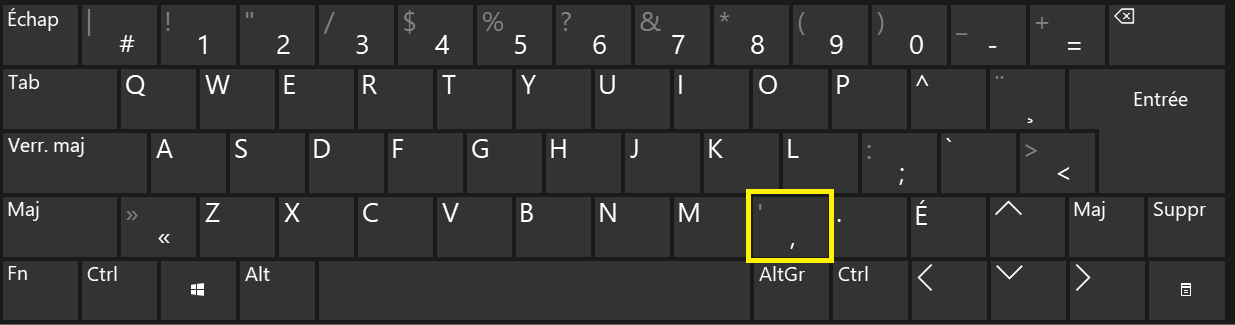 Échap | # ! 1 " 2 / 3 $ 4 % 5 ? 6 & 7 * 8 ( 9 ) 0 _ - + =
Tab Q W E R T Y U I O P ^ ¨ ¸ Entrée
Verr. maj A S D F G H J K L : ; ` > <
Maj » « Z X C V B N M ' , . É Maj Suppr
Fn Ctrl Alt AltGr Ctrl